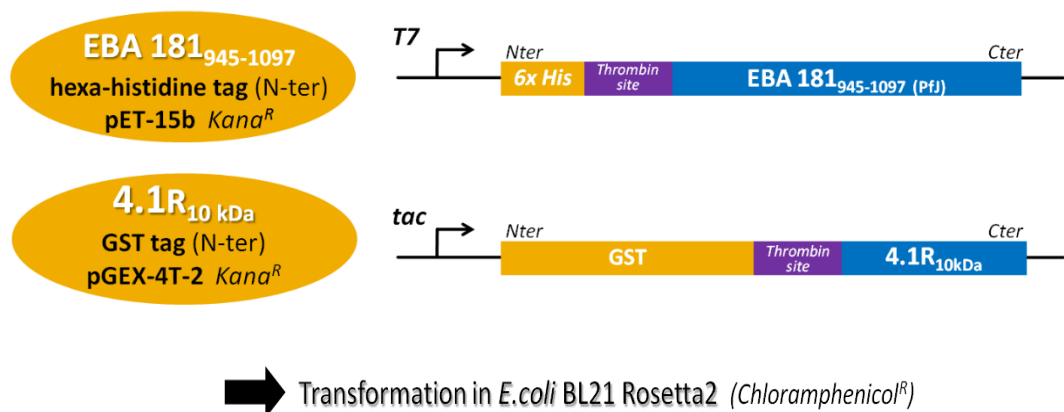 EBA 181945-1097
hexa-histidine tag (N-ter)
pET-15b KanaR
T7
Nter
Cter
6x His
Thrombin
site
EBA 181945-1097 (PfJ)
4.1R10 kDa
GST tag (N-ter)
pGEX-4T-2 KanaR
tac
Nter
Cter
GST
Thrombin
site
4.1R10kDa
Transformation in E.coli BL21 Rosetta2 (ChloramphenicolR)